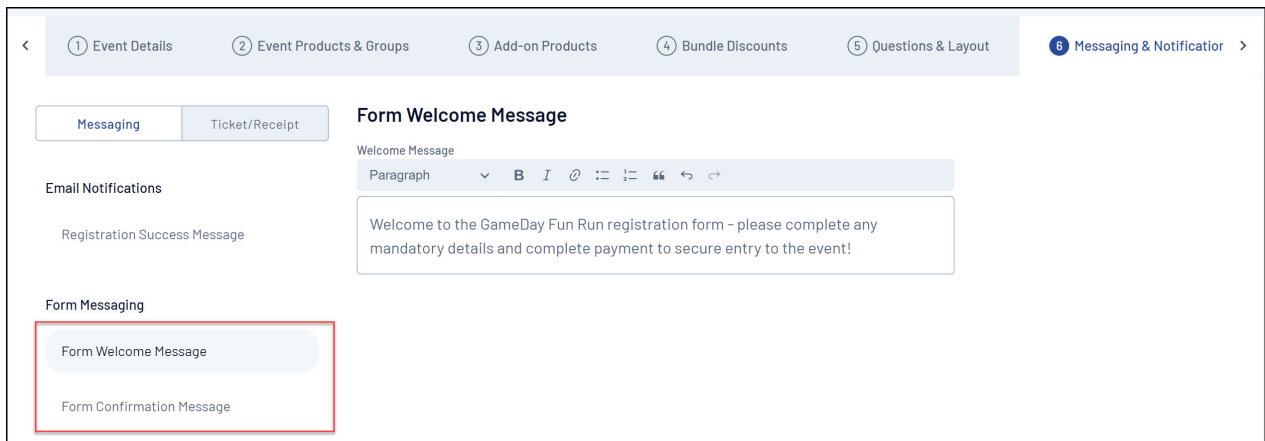 1 Event Details
2 Event Products & Groups
3 Add-on Products
4 Bundle Discounts
5 Questions & Layout
6 Messaging & Notification
Messaging
Ticket/Receipt
Email Notifications
Registration Success Message
Form Messaging
Form Welcome Message
Form Confirmation Message
Form Welcome Message
Welcome Message
Paragraph
B I
Welcome to the GameDay Fun Run registration form - please complete any
mandatory details and complete payment to secure entry to the event!